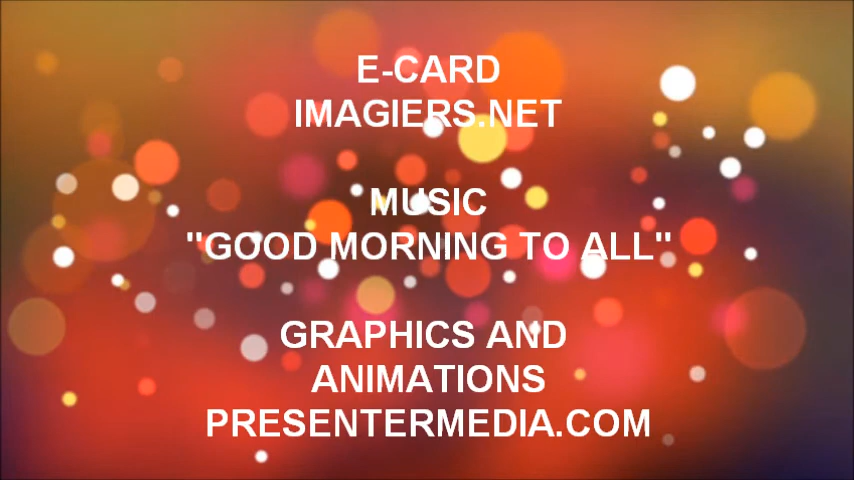 E-CARD
IMAGIERS.NET
MUSIC
"GOOD MORNING TO ALL"
GRAPHICS AND
ANIMATIONS
PRESENTERMEDIA.COM